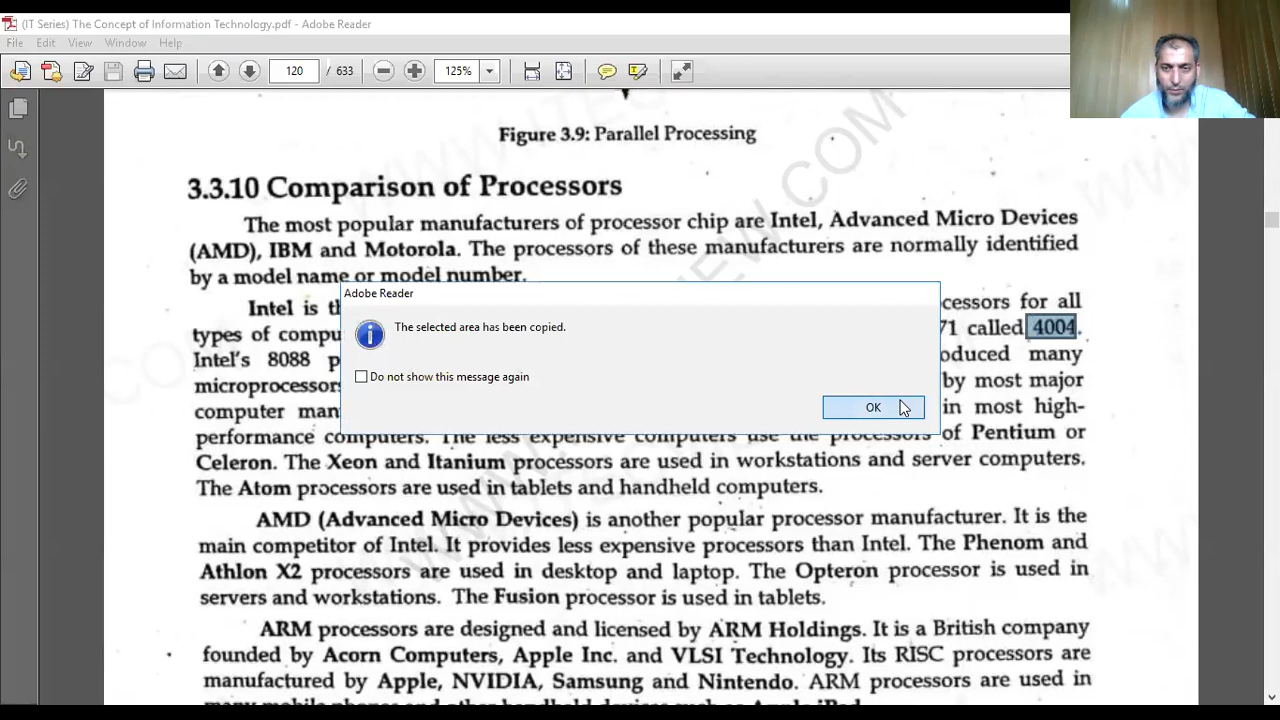 (IT Series) The Concept of Information Technology.pdf - Adobe Reader
File Edit View Window Help
120 / 633 125%
Figure 3.9: Parallel Processing
3.3.10 Comparison of Processors
The most popular manufacturers of processor chip are Intel, Advanced Micro Devices
(AMD), IBM and Motorola. The processors of these manufacturers are normally identified
by a model name or model number.
Adobe Reader
The selected area has been copied.
Do not show this message again
OK
Intel is cessors for all
types of 71 called 4004.
Intel's 8088 oduced many
microprocessors by most major
computer in most high-
performance computers. The less expensive computers use the processors of Pentium or
Celeron. The Xeon and Itanium processors are used in workstations and server computers.
The Atom processors are used in tablets and handheld computers.
AMD (Advanced Micro Devices) is another popular processor manufacturer. It is the
main competitor of Intel. It provides less expensive processors than Intel. The Phenom and
Athlon X2 processors are used in desktop and laptop. The Opteron processor is used in
servers and workstations. The Fusion processor is used in tablets.
ARM processors are designed and licensed by ARM Holdings. It is a British company
founded by Acorn Computers, Apple Inc. and VLSI Technology. Its RISC processors are
manufactured by Apple, NVIDIA, Samsung and Nintendo. ARM processors are used in